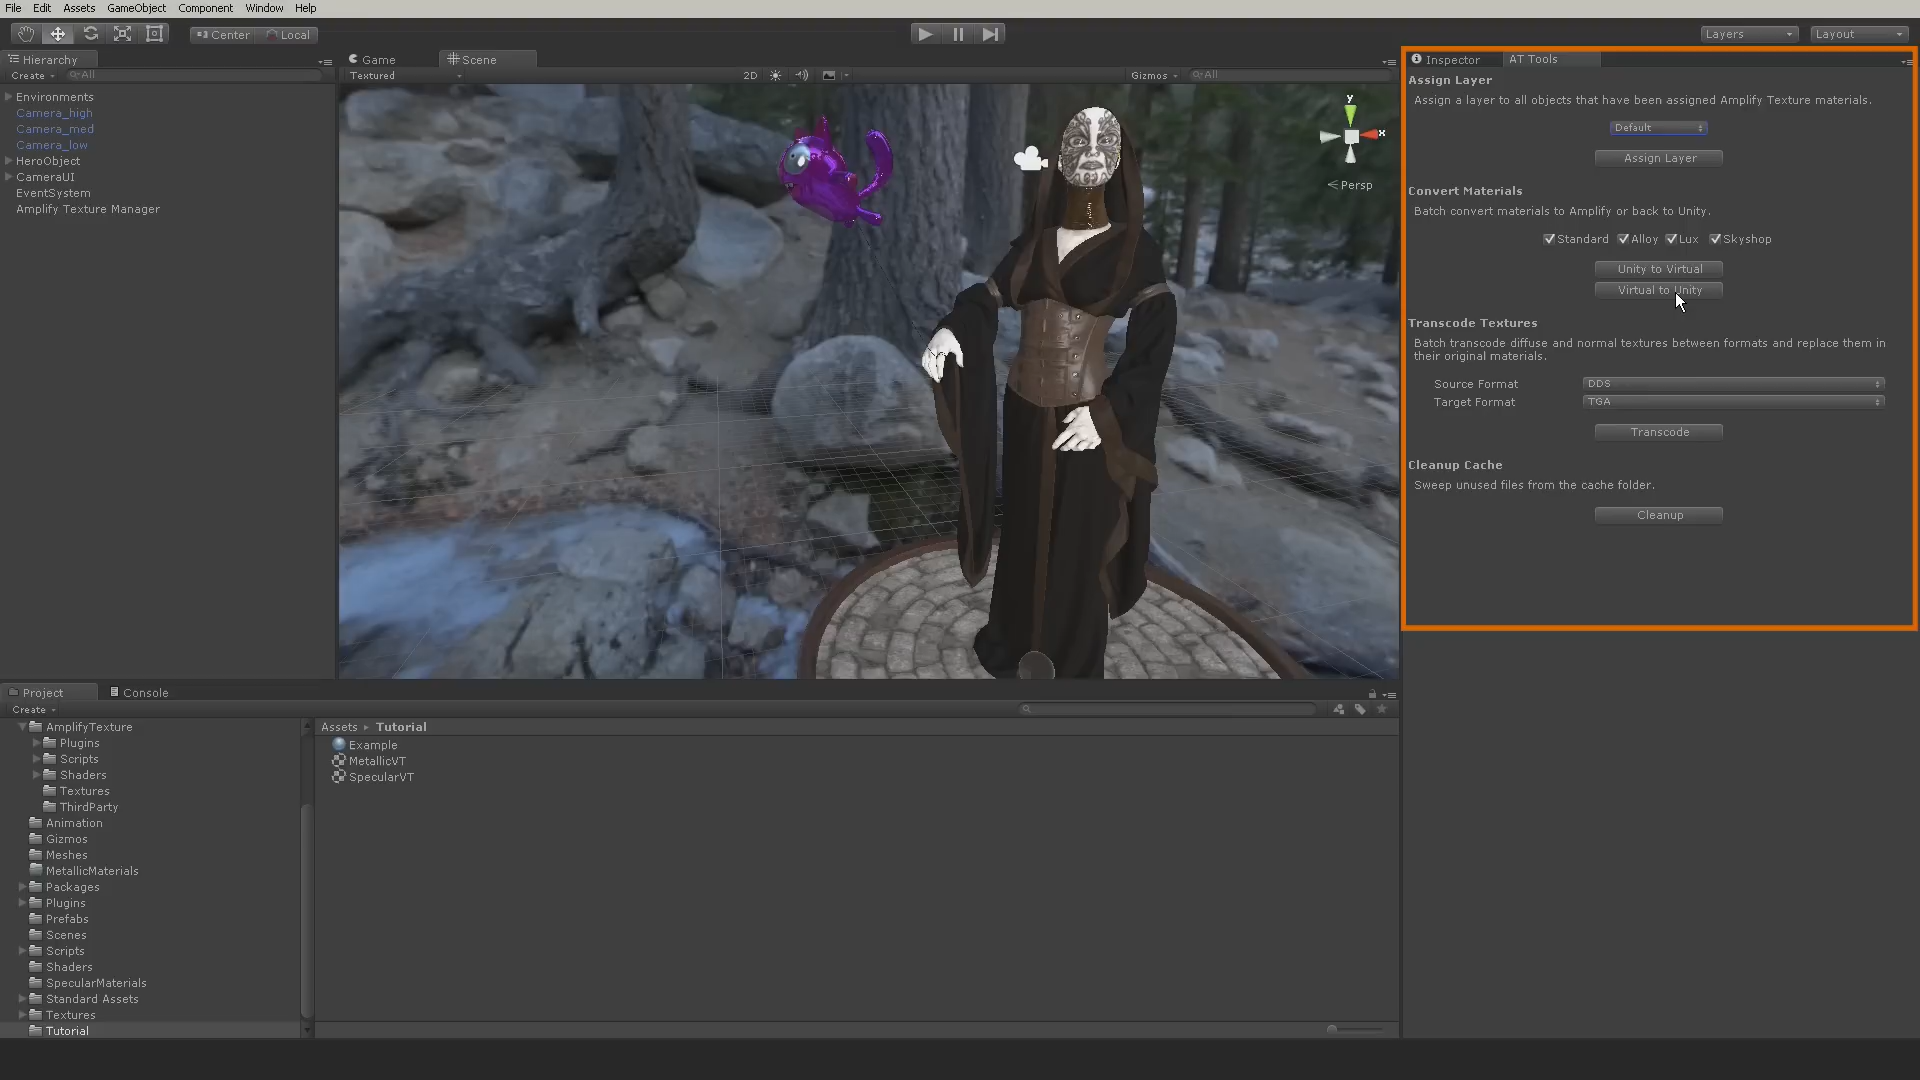 File Edit Assets GameObject Component Window Help
Center Local Layers Layout
Hierarchy
Create All
Environments
Camera_high
Camera_med
Camera_low
HeroObject
CameraUI
EventSystem
Amplify Texture Manager
Game Scene
Textured 2D Gizmos All
y
x
Persp
Inspector AT Tools
Assign Layer
Assign a layer to all objects that have been assigned Amplify Texture materials.
Default
Assign Layer
Convert Materials
Batch convert materials to Amplify or back to Unity.
Standard Alloy Lux Skyshop
Unity to Virtual
Virtual to Unity
Transcode Textures
Batch transcode diffuse and normal textures between formats and replace them in
their original materials.
Source Format DDS
Target Format TGA
Transcode
Cleanup Cache
Sweep unused files from the cache folder.
Cleanup
Project Console
Create
AmplifyTexture
Plugins
Scripts
Shaders
Textures
ThirdParty
Animation
Gizmos
Meshes
MetallicMaterials
Packages
Plugins
Prefabs
Scenes
Scripts
Shaders
SpecularMaterials
Standard Assets
Textures
Tutorial
Assets Tutorial
Example
MetallicVT
SpecularVT